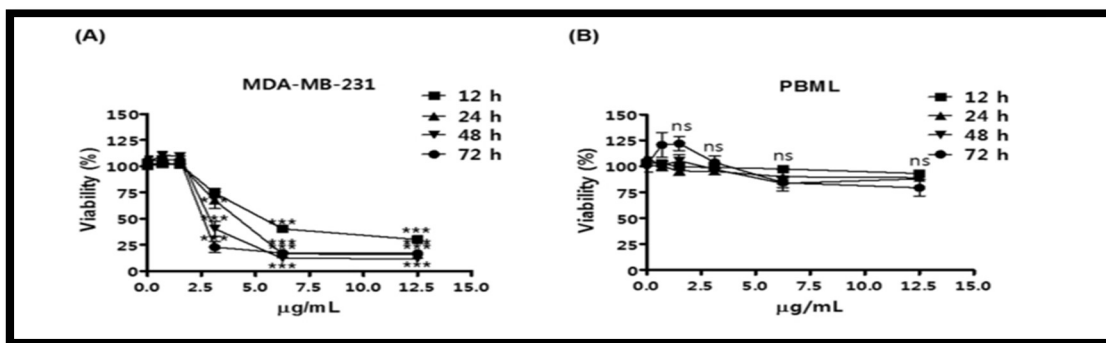 (A)
MDA-MB-231
12 h
24 h
48 h
72 h
Viability (%)
150
125
100
75
50
25
0
0.0 2.5 5.0 7.5 10.0 12.5 15.0
µg/mL
***
***
***
***
***
***
***
***
***
(B)
PBML
12 h
24 h
48 h
72 h
Viability (%)
150
125
100
75
50
25
0
0.0 2.5 5.0 7.5 10.0 12.5 15.0
µg/mL
ns
ns
ns
ns